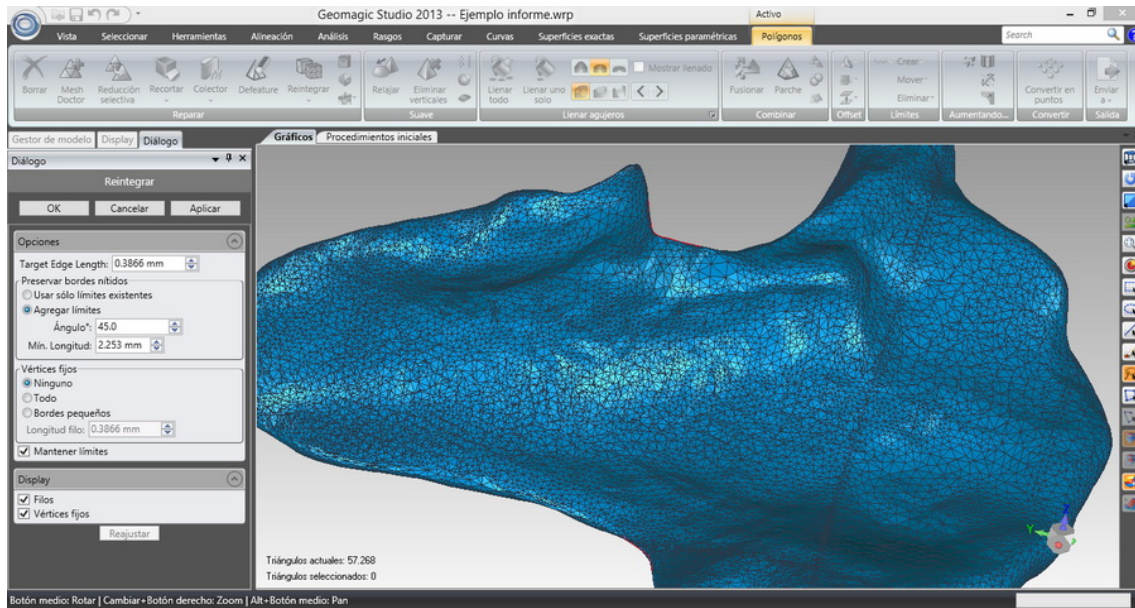 Geomagic Studio 2013 -- Ejemplo informe.wrp
Activo
Vista Seleccionar Herramientas Alineación Análisis Rasgos Capturar Curvas Superficies exactas Superficies paramétricas Polígonos
Search
Borrar
Mesh Doctor
Reducción selectiva
Recortar
Colector
Defeature
Reintegrar
Reparar
Relajar
Eliminar verticales
Suave
Llenar todo
Llenar uno solo
Mostrar llenado
Llenar agujeros
Fusionar
Parche
Combinar
Offset
Crear
Mover
Eliminar
Límites
Aumentando...
Convertir en puntos
Convertir
Enviar a
Salida
Gestor de modelo Display Diálogo
Gráficos Procedimientos iniciales
Diálogo
Reintegrar
OK Cancelar Aplicar
Opciones
Target Edge Length: 0.3866 mm
Preservar bordes nítidos
Usar sólo límites existentes
Agregar límites
Ángulo°: 45.0
Mín. Longitud: 2.253 mm
Vértices fijos
Ninguno
Todo
Bordes pequeños
Longitud filo: 0.3866 mm
Mantener límites
Display
Filos
Vértices fijos
Reajustar
Triángulos actuales: 57.268
Triángulos seleccionados: 0
Z
Y
Botón medio: Rotar | Cambiar+Botón derecho: Zoom | Alt+Botón medio: Pan